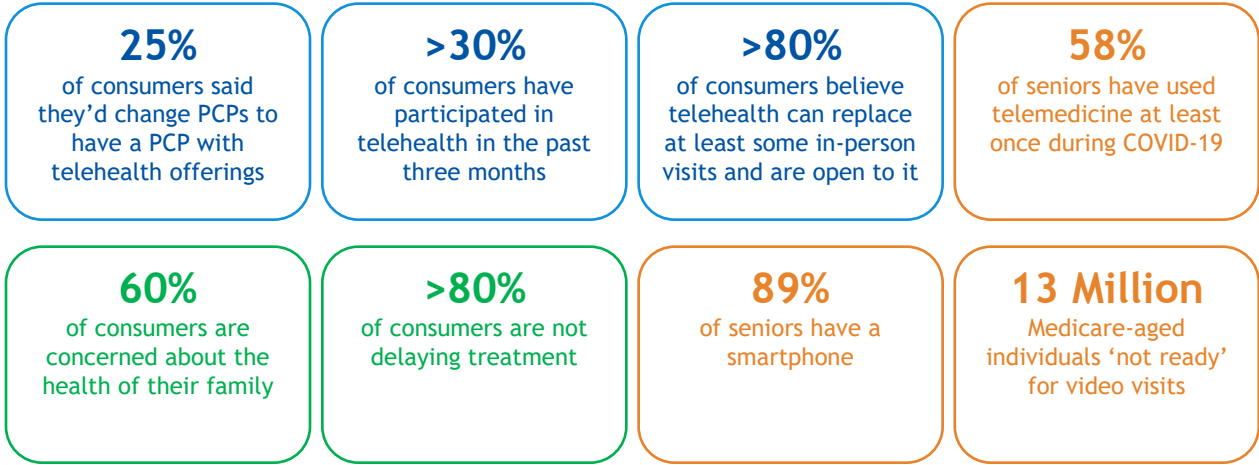 25%
of consumers said
they’d change PCPs to
have a PCP with
telehealth offerings
>30%
of consumers have
participated in
telehealth in the past
three months
>80%
of consumers believe
telehealth can replace
at least some in-person
visits and are open to it
58%
of seniors have used
telemedicine at least
once during COVID-19
60%
of consumers are
concerned about the
health of their family
>80%
of consumers are not
delaying treatment
89%
of seniors have a
smartphone
13 Million
Medicare-aged
individuals ‘not ready’
for video visits